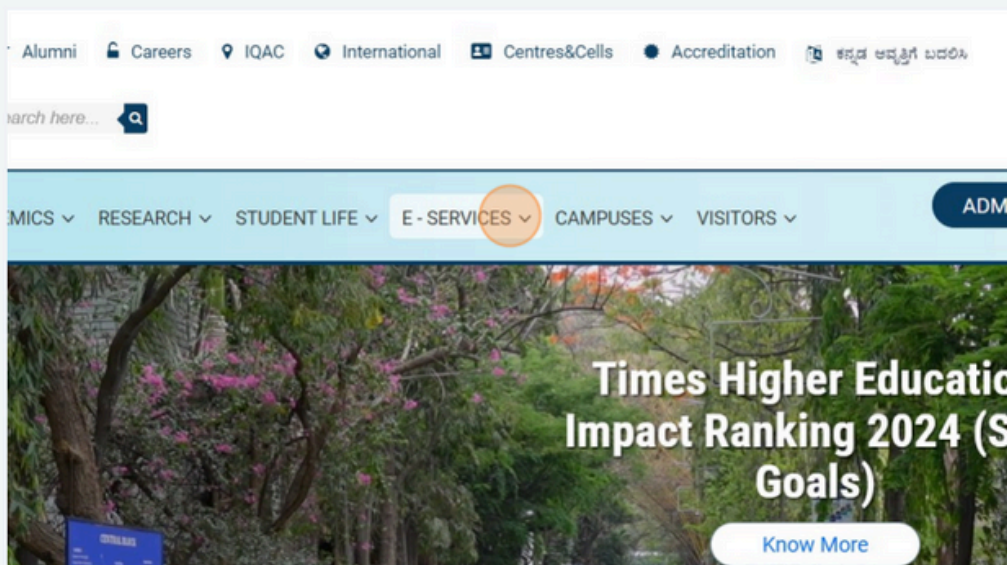 Alumni Careers IQAC International Centres&Cells Accreditation ಕನ್ನಡ ಆವೃತ್ತಿಗೆ ಬದಲಿಸಿ
arch here...
EMICS RESEARCH STUDENT LIFE E - SERVICES CAMPUSES VISITORS ADM
Times Higher Educatio
Impact Ranking 2024 (S
Goals)
Know More